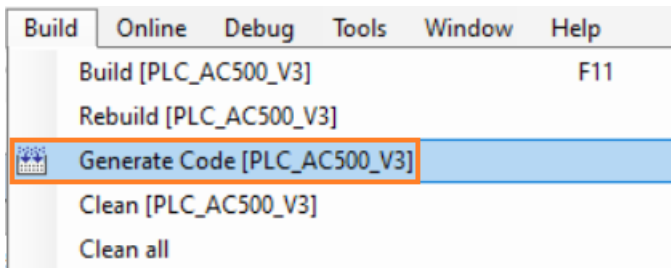 Build Online Debug Tools Window Help
Build [PLC_AC500_V3] F11
Rebuild [PLC_AC500_V3]
Generate Code [PLC_AC500_V3]
Clean [PLC_AC500_V3]
Clean all